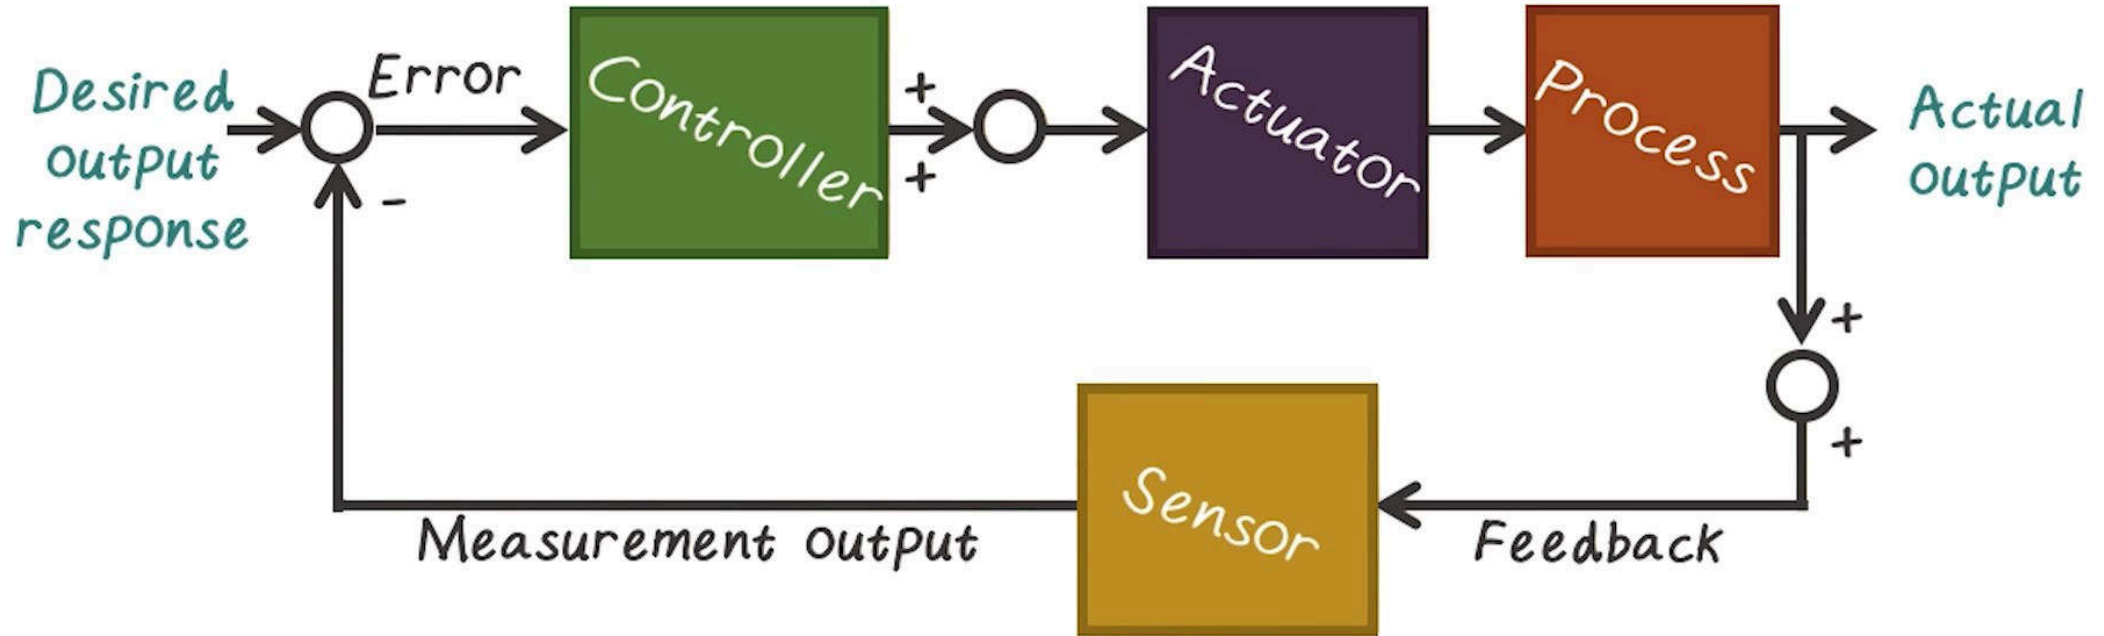 Desired
output
response
Error
-
Controller
+
+
Actuator
Process
Actual
output
+
+
Sensor
Measurement output
Feedback